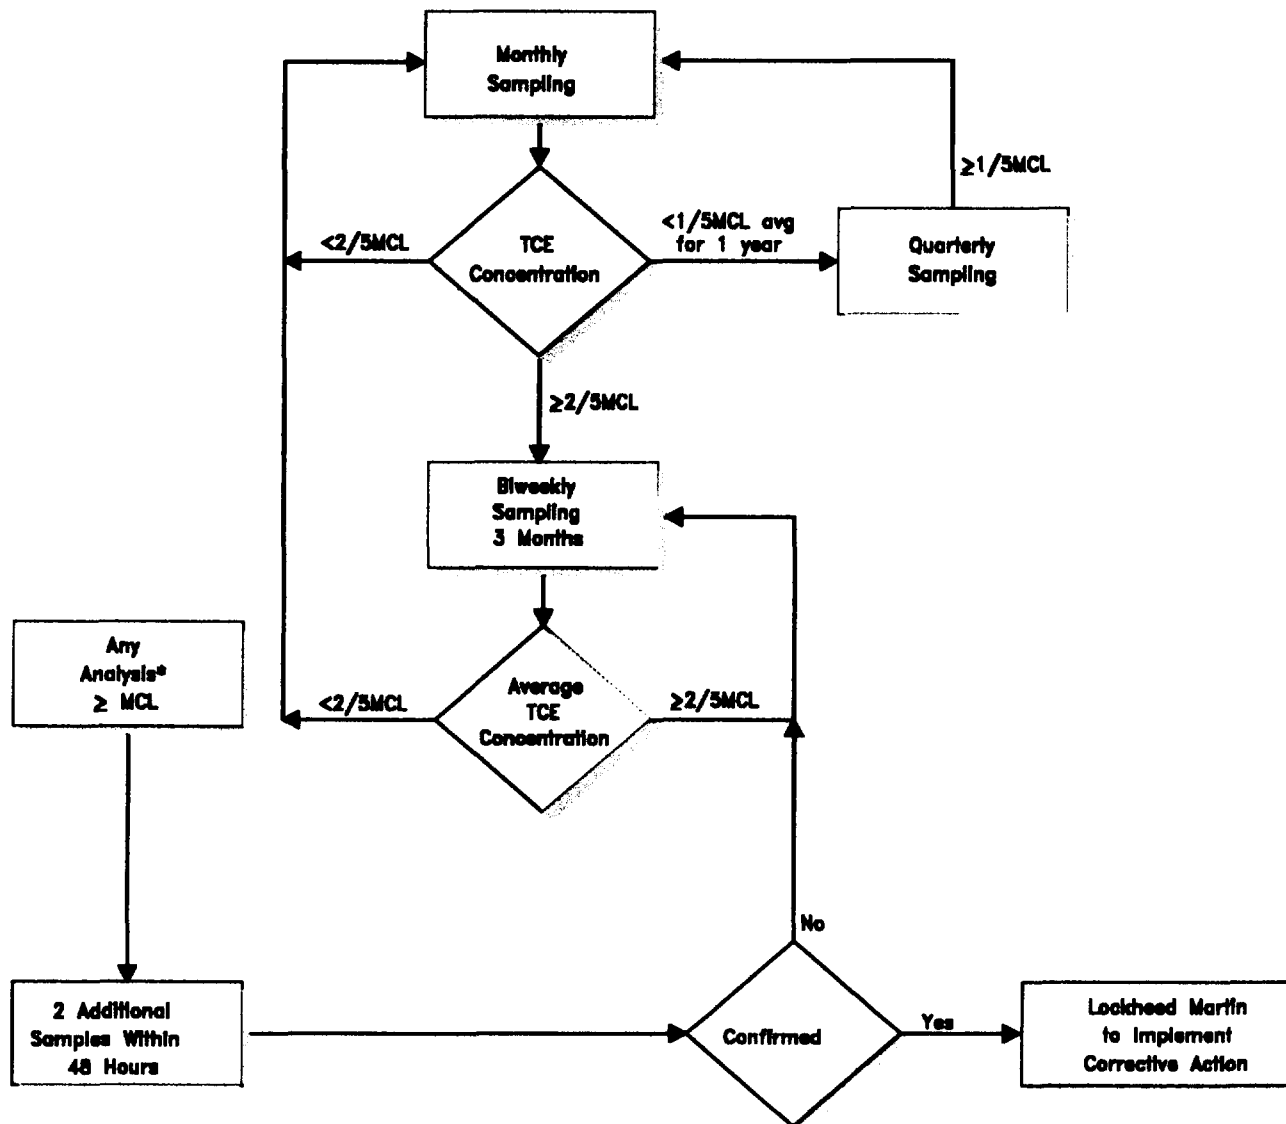 Monthly
Sampling
≥1/5MCL
<2/5MCL
TCE
Concentration
<1/5MCL avg
for 1 year
Quarterly
Sampling
≥2/5MCL
Biweekly
Sampling
3 Months
Any
Analysis*
≥ MCL
<2/5MCL
Average
TCE
Concentration
≥2/5MCL
No
2 Additional
Samples Within
48 Hours
Confirmed
Yes
Lockheed Martin
to Implement
Corrective Action